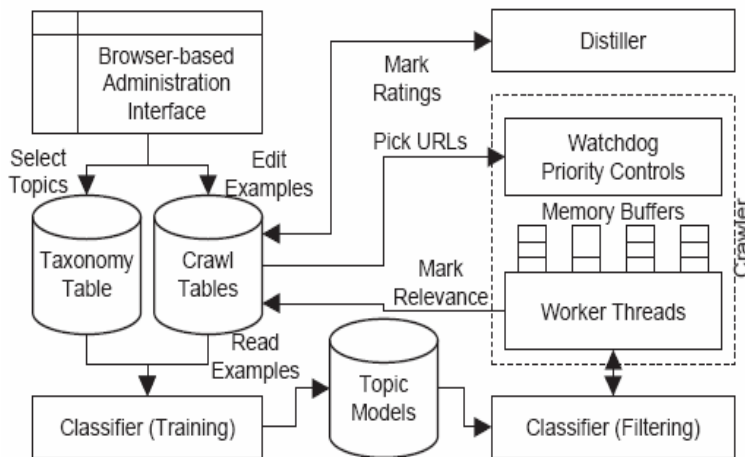 Browser-based
Administration
Interface
Distiller
Mark
Ratings
Select
Topics
Edit
Examples
Pick URLs
Watchdog
Priority Controls
Memory Buffers
Crawler
Taxonomy
Table
Crawl
Tables
Mark
Relevance
Worker Threads
Read
Examples
Topic
Models
Classifier (Training)
Classifier (Filtering)